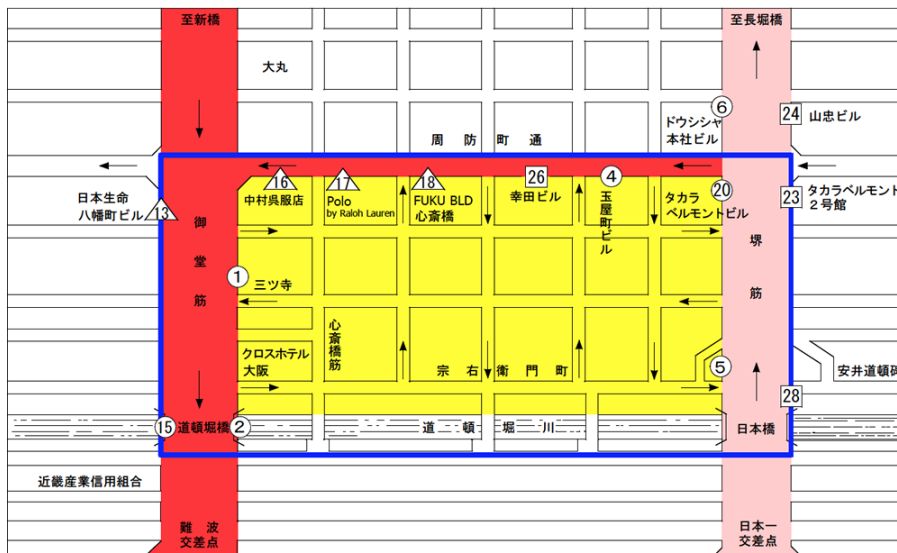 至新橋
至長堀橋
大丸
⑥
24
山忠ビル
ドウシシャ
本社ビル
周防町通
日本生命
八幡町ビル
13
16
中村呉服店
17
Polo
by Raloh Lauren
18
FUKU BLD
心斎橋
26
幸田ビル
④
玉屋町ビル
⑳
タカラ
ベルモントビル
23
タカラベルモント
2号館
御堂筋
堺筋
①
三ツ寺
心斎橋筋
クロスホテル
大阪
宗右衛門町
⑤
安井道頓碑
28
⑮
道頓堀橋
②
道頓堀川
日本橋
近畿産業信用組合
難波
交差点
日本一
交差点